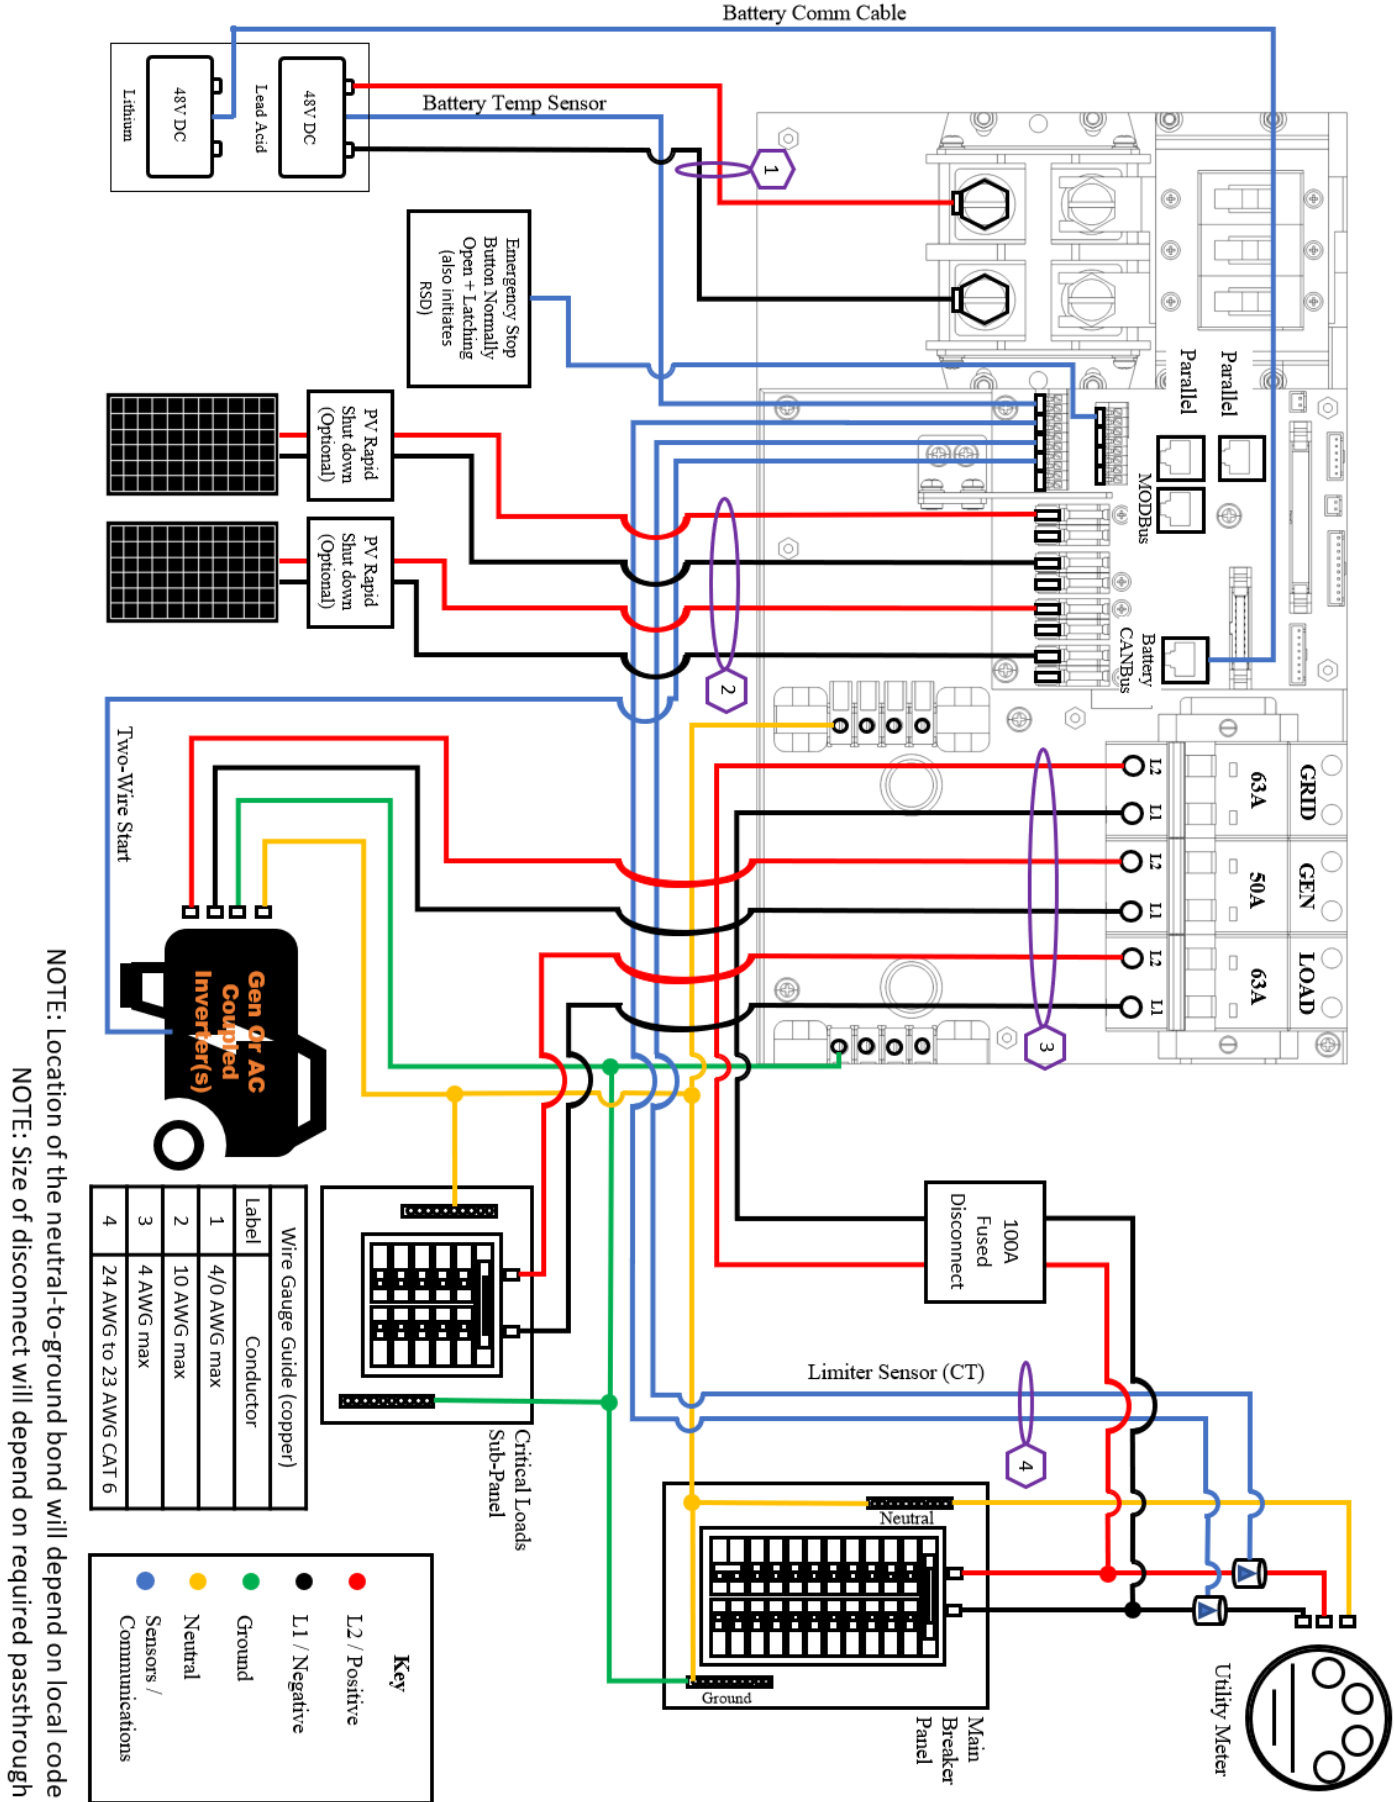 Battery Comm Cable
Battery Temp Sensor
48V DC
Lead Acid
48V DC
Lithium
1
Emergency Stop
Button Normally
Open + Latching
(also initiates
RSD)
Parallel
Parallel
MODBus
Battery
CANBus
PV Rapid
Shut down
(Optional)
PV Rapid
Shut down
(Optional)
2
GRID
63A
L2
L1
GEN
50A
L2
L1
LOAD
63A
L2
L1
3
Two-Wire Start
Gen Or AC
Coupled
Inverter(s)
100A
Fused
Disconnect
Limiter Sensor (CT)
4
Critical Loads
Sub-Panel
Neutral
Ground
Main
Breaker
Panel
Utility Meter
Wire Gauge Guide (copper)
Label Conductor
1 4/0 AWG max
2 10 AWG max
3 4 AWG max
4 24 AWG to 23 AWG CAT 6
Key
L2 / Positive
L1 / Negative
Ground
Neutral
Sensors /
Communications
NOTE: Location of the neutral-to-ground bond will depend on local code
NOTE: Size of disconnect will depend on required passthrough